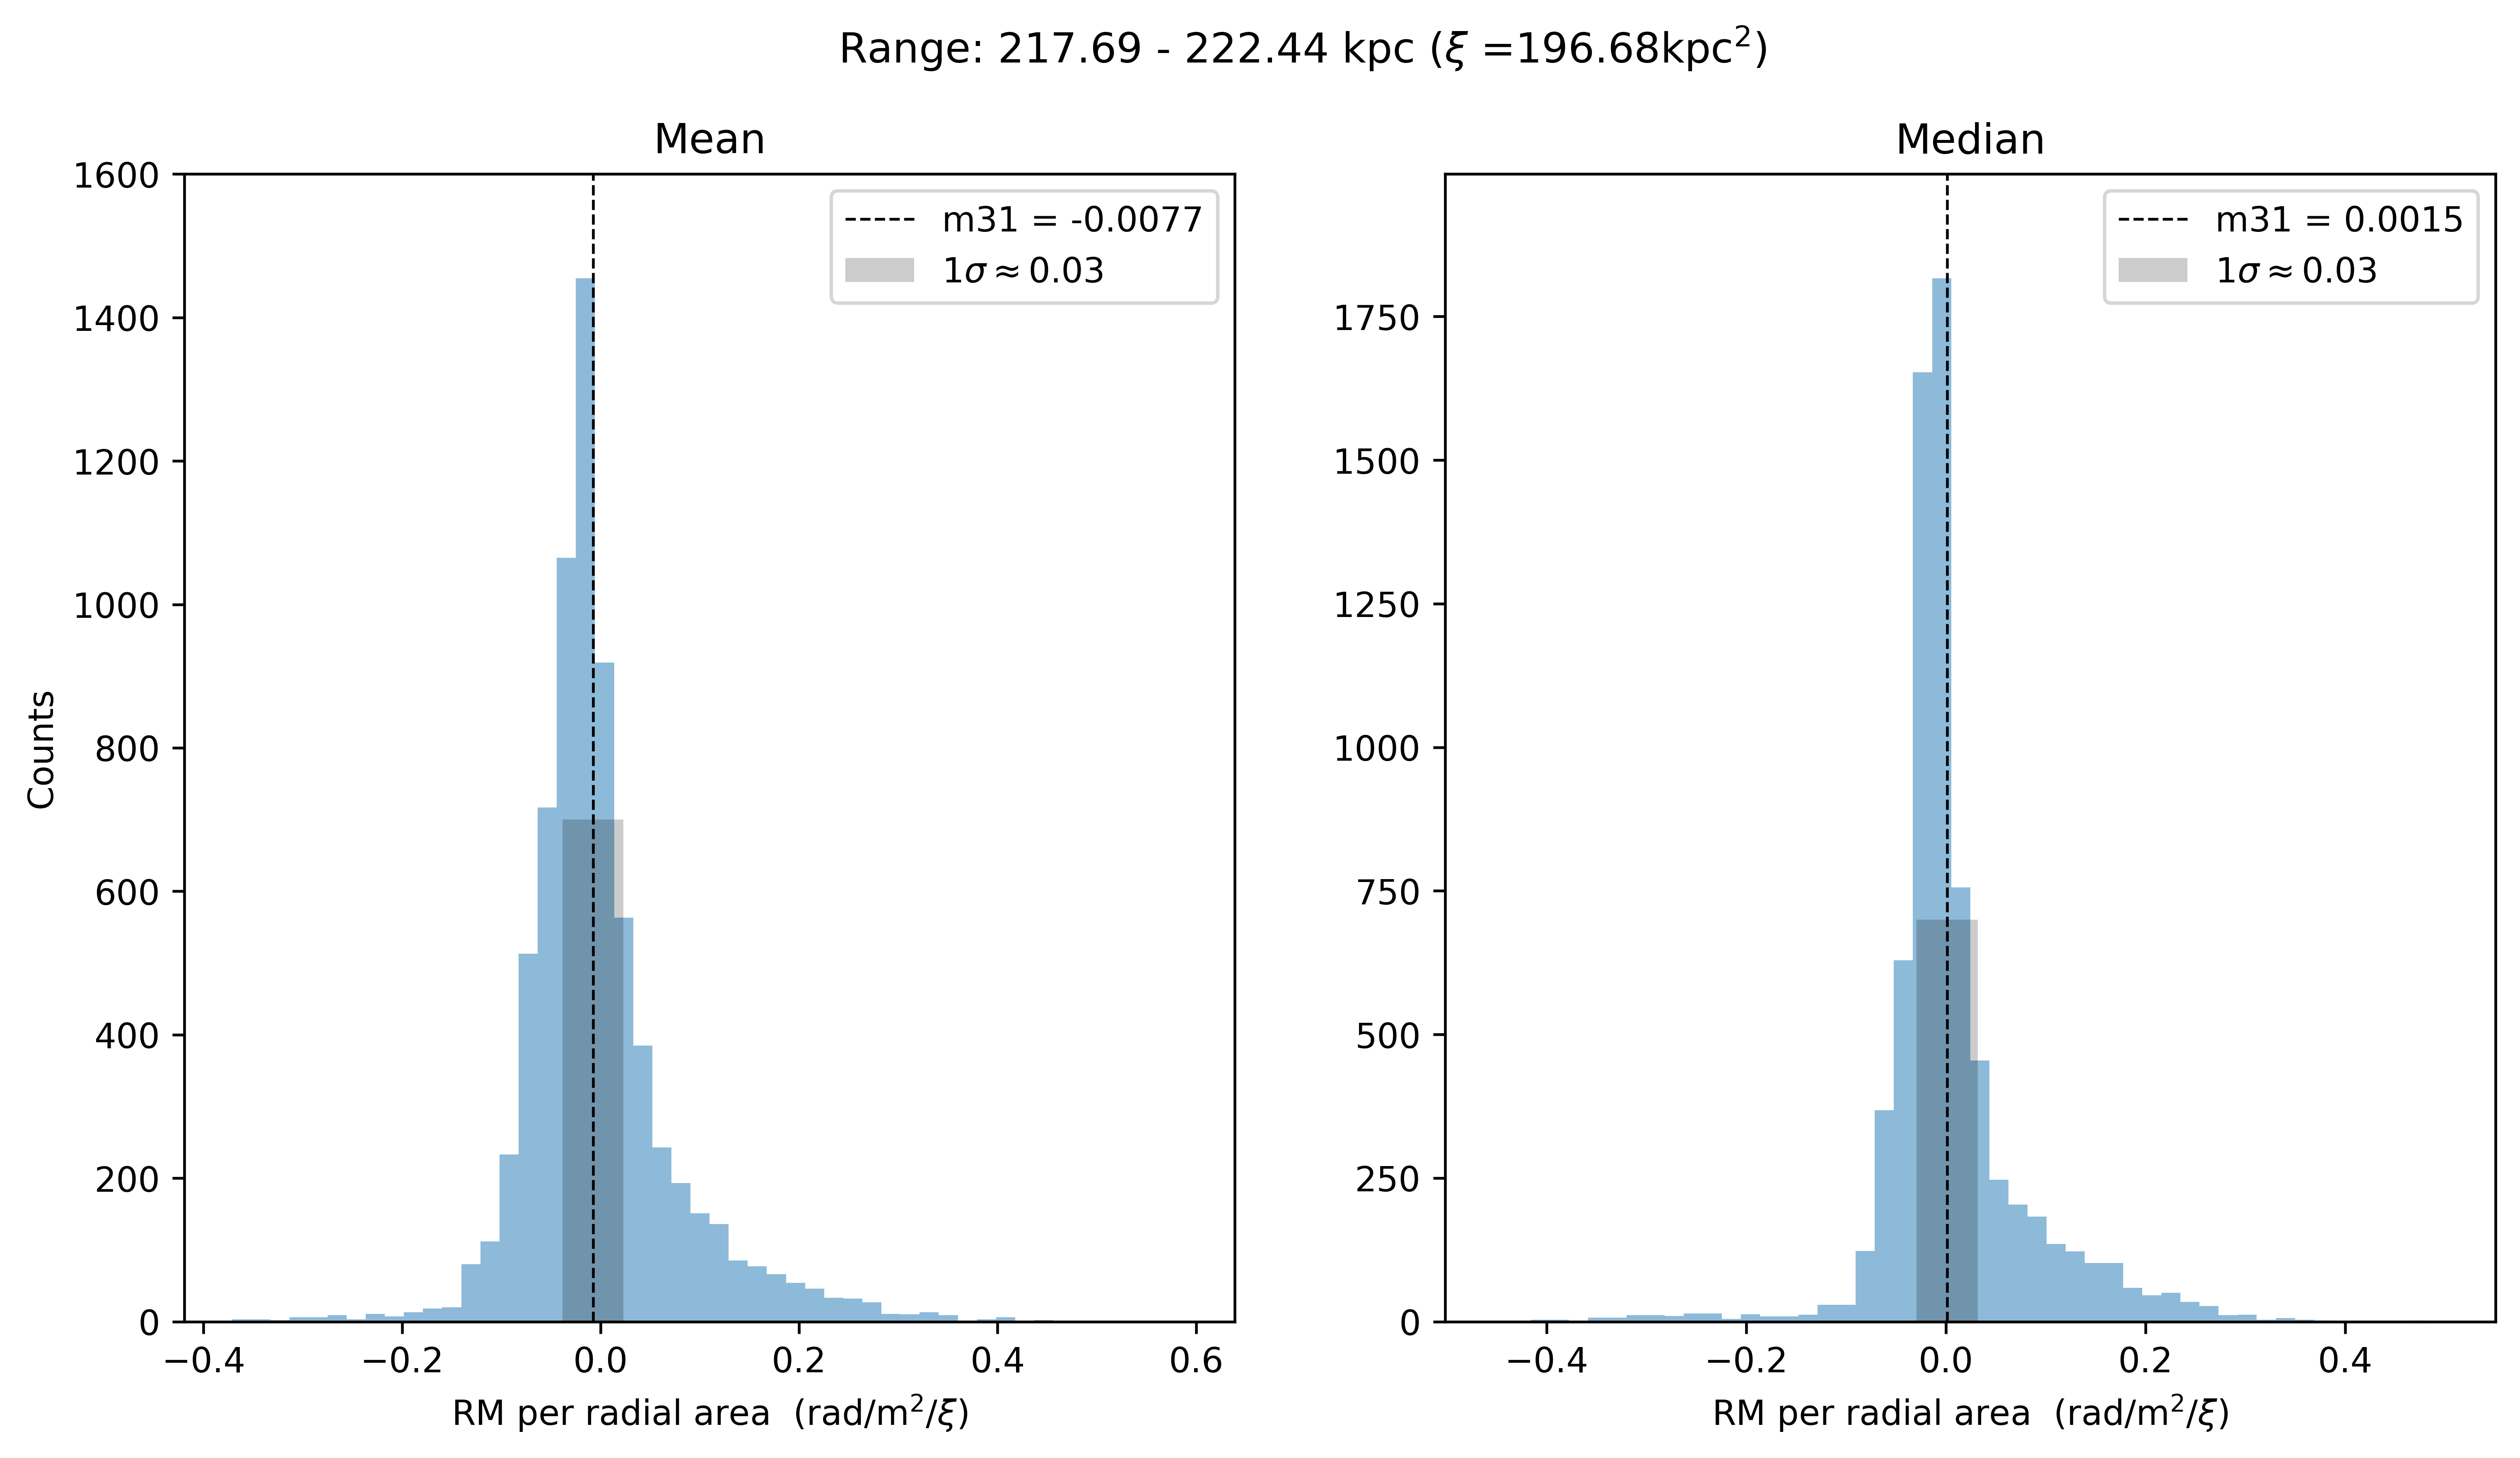 Range: 217.69 - 222.44 kpc (ξ =196.68kpc²)
Mean
1600
1400
1200
1000
800
600
400
200
0
Counts
m31 = -0.0077
1σ ≈ 0.03
−0.4 −0.2 0.0 0.2 0.4 0.6
RM per radial area (rad/m²/ξ)
Median
1750
1500
1250
1000
750
500
250
0
m31 = 0.0015
1σ ≈ 0.03
−0.4 −0.2 0.0 0.2 0.4
RM per radial area (rad/m²/ξ)